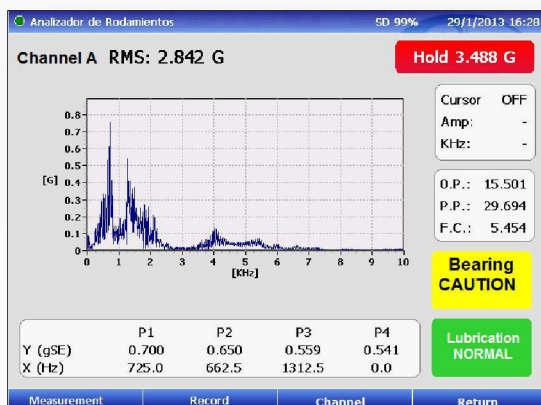 Analizador de Rodamientos SD 99% 29/1/2013 16:28
Channel A RMS: 2.842 G Hold 3.488 G
Cursor OFF
Amp: -
KHz: -
0.8
0.7
0.6
0.5
[G] 0.4
0.3
0.2
0.1
0
0 1 2 3 4 5 6 7 8 9 10
[KHz]
O.P.: 15.501
P.P.: 29.694
F.C.: 5.454
Bearing
CAUTION
P1 P2 P3 P4
Y (gSE) 0.700 0.650 0.559 0.541
X (Hz) 725.0 662.5 1312.5 0.0
Lubrication
NORMAL
Measurement Record Channel Return